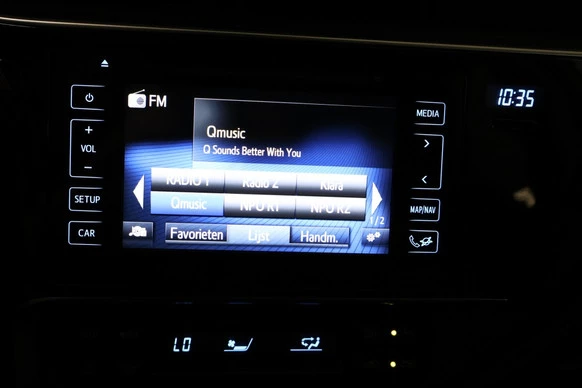 FM
MEDIA
10:35
Qmusic
Q Sounds Better With You
+
VOL
−
RADIO 1 Radio 2 Klara
SETUP
Qmusic NPO R1 NPO R2
MAP/NAV
1/2
CAR
Favorieten Lijst Handm.
LO